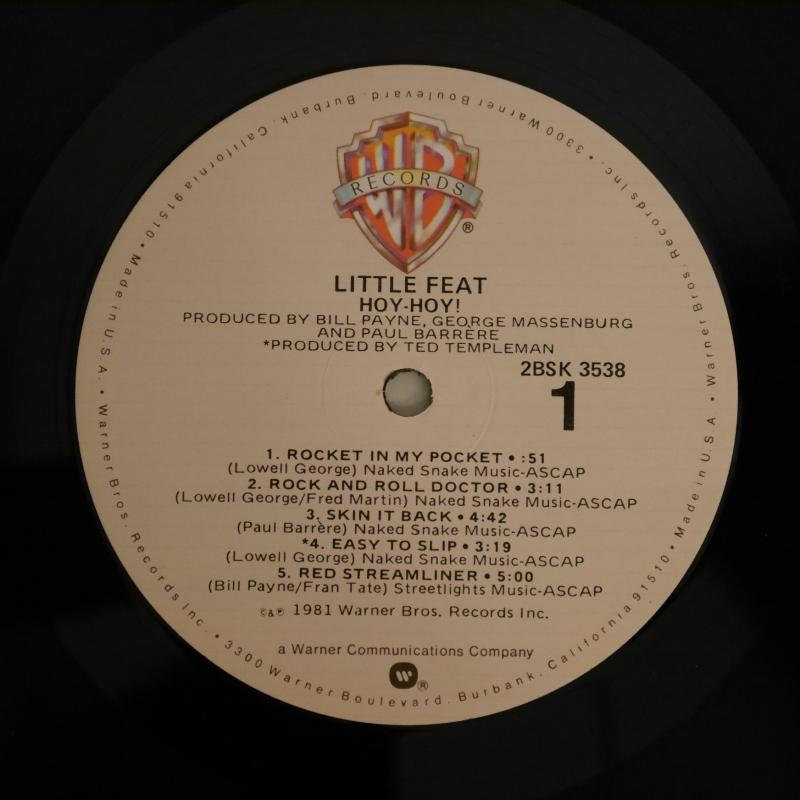 WB
RECORDS
®
LITTLE FEAT
HOY-HOY!
PRODUCED BY BILL PAYNE, GEORGE MASSENBURG
AND PAUL BARRÈRE
*PRODUCED BY TED TEMPLEMAN
2BSK 3538
1
1. ROCKET IN MY POCKET • :51
(Lowell George) Naked Snake Music-ASCAP
2. ROCK AND ROLL DOCTOR • 3:11
(Lowell George/Fred Martin) Naked Snake Music-ASCAP
3. SKIN IT BACK • 4:42
(Paul Barrère) Naked Snake Music-ASCAP
*4. EASY TO SLIP • 3:19
(Lowell George) Naked Snake Music-ASCAP
5. RED STREAMLINER • 5:00
(Bill Payne/Fran Tate) Streetlights Music-ASCAP
©&℗ 1981 Warner Bros. Records Inc.
a Warner Communications Company
®
Warner Bros. Records Inc. • 3300 Warner Boulevard. Burbank. California 91510 • Made in U.S.A. •
Warner Bros. Records Inc. • 3300 Warner Boulevard. Burbank. California 91510 • Made in U.S.A. •